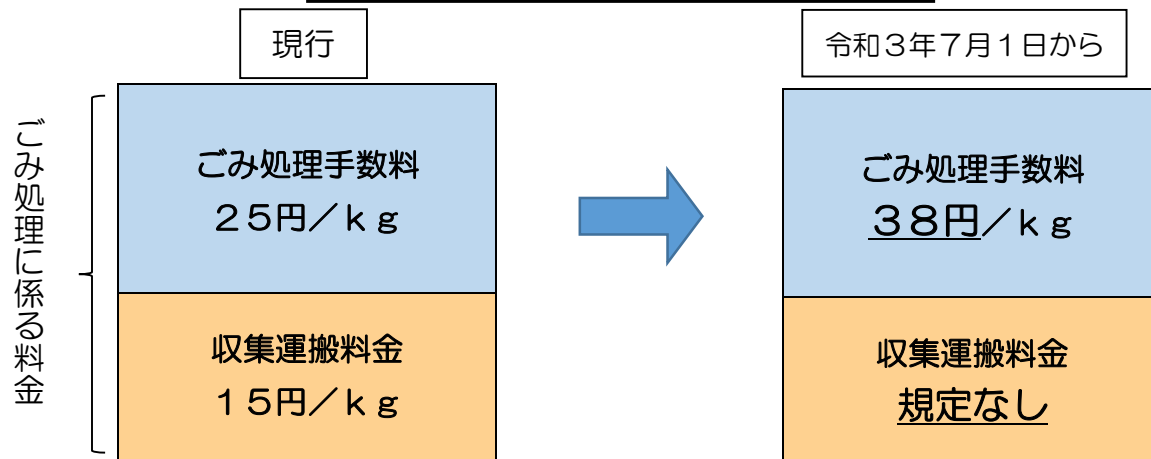 現行
令和３年７月１日から
ごみ処理に係る料金
ごみ処理手数料
２５円／ｋｇ
収集運搬料金
１５円／ｋｇ
ごみ処理手数料
３８円／ｋｇ
収集運搬料金
規定なし